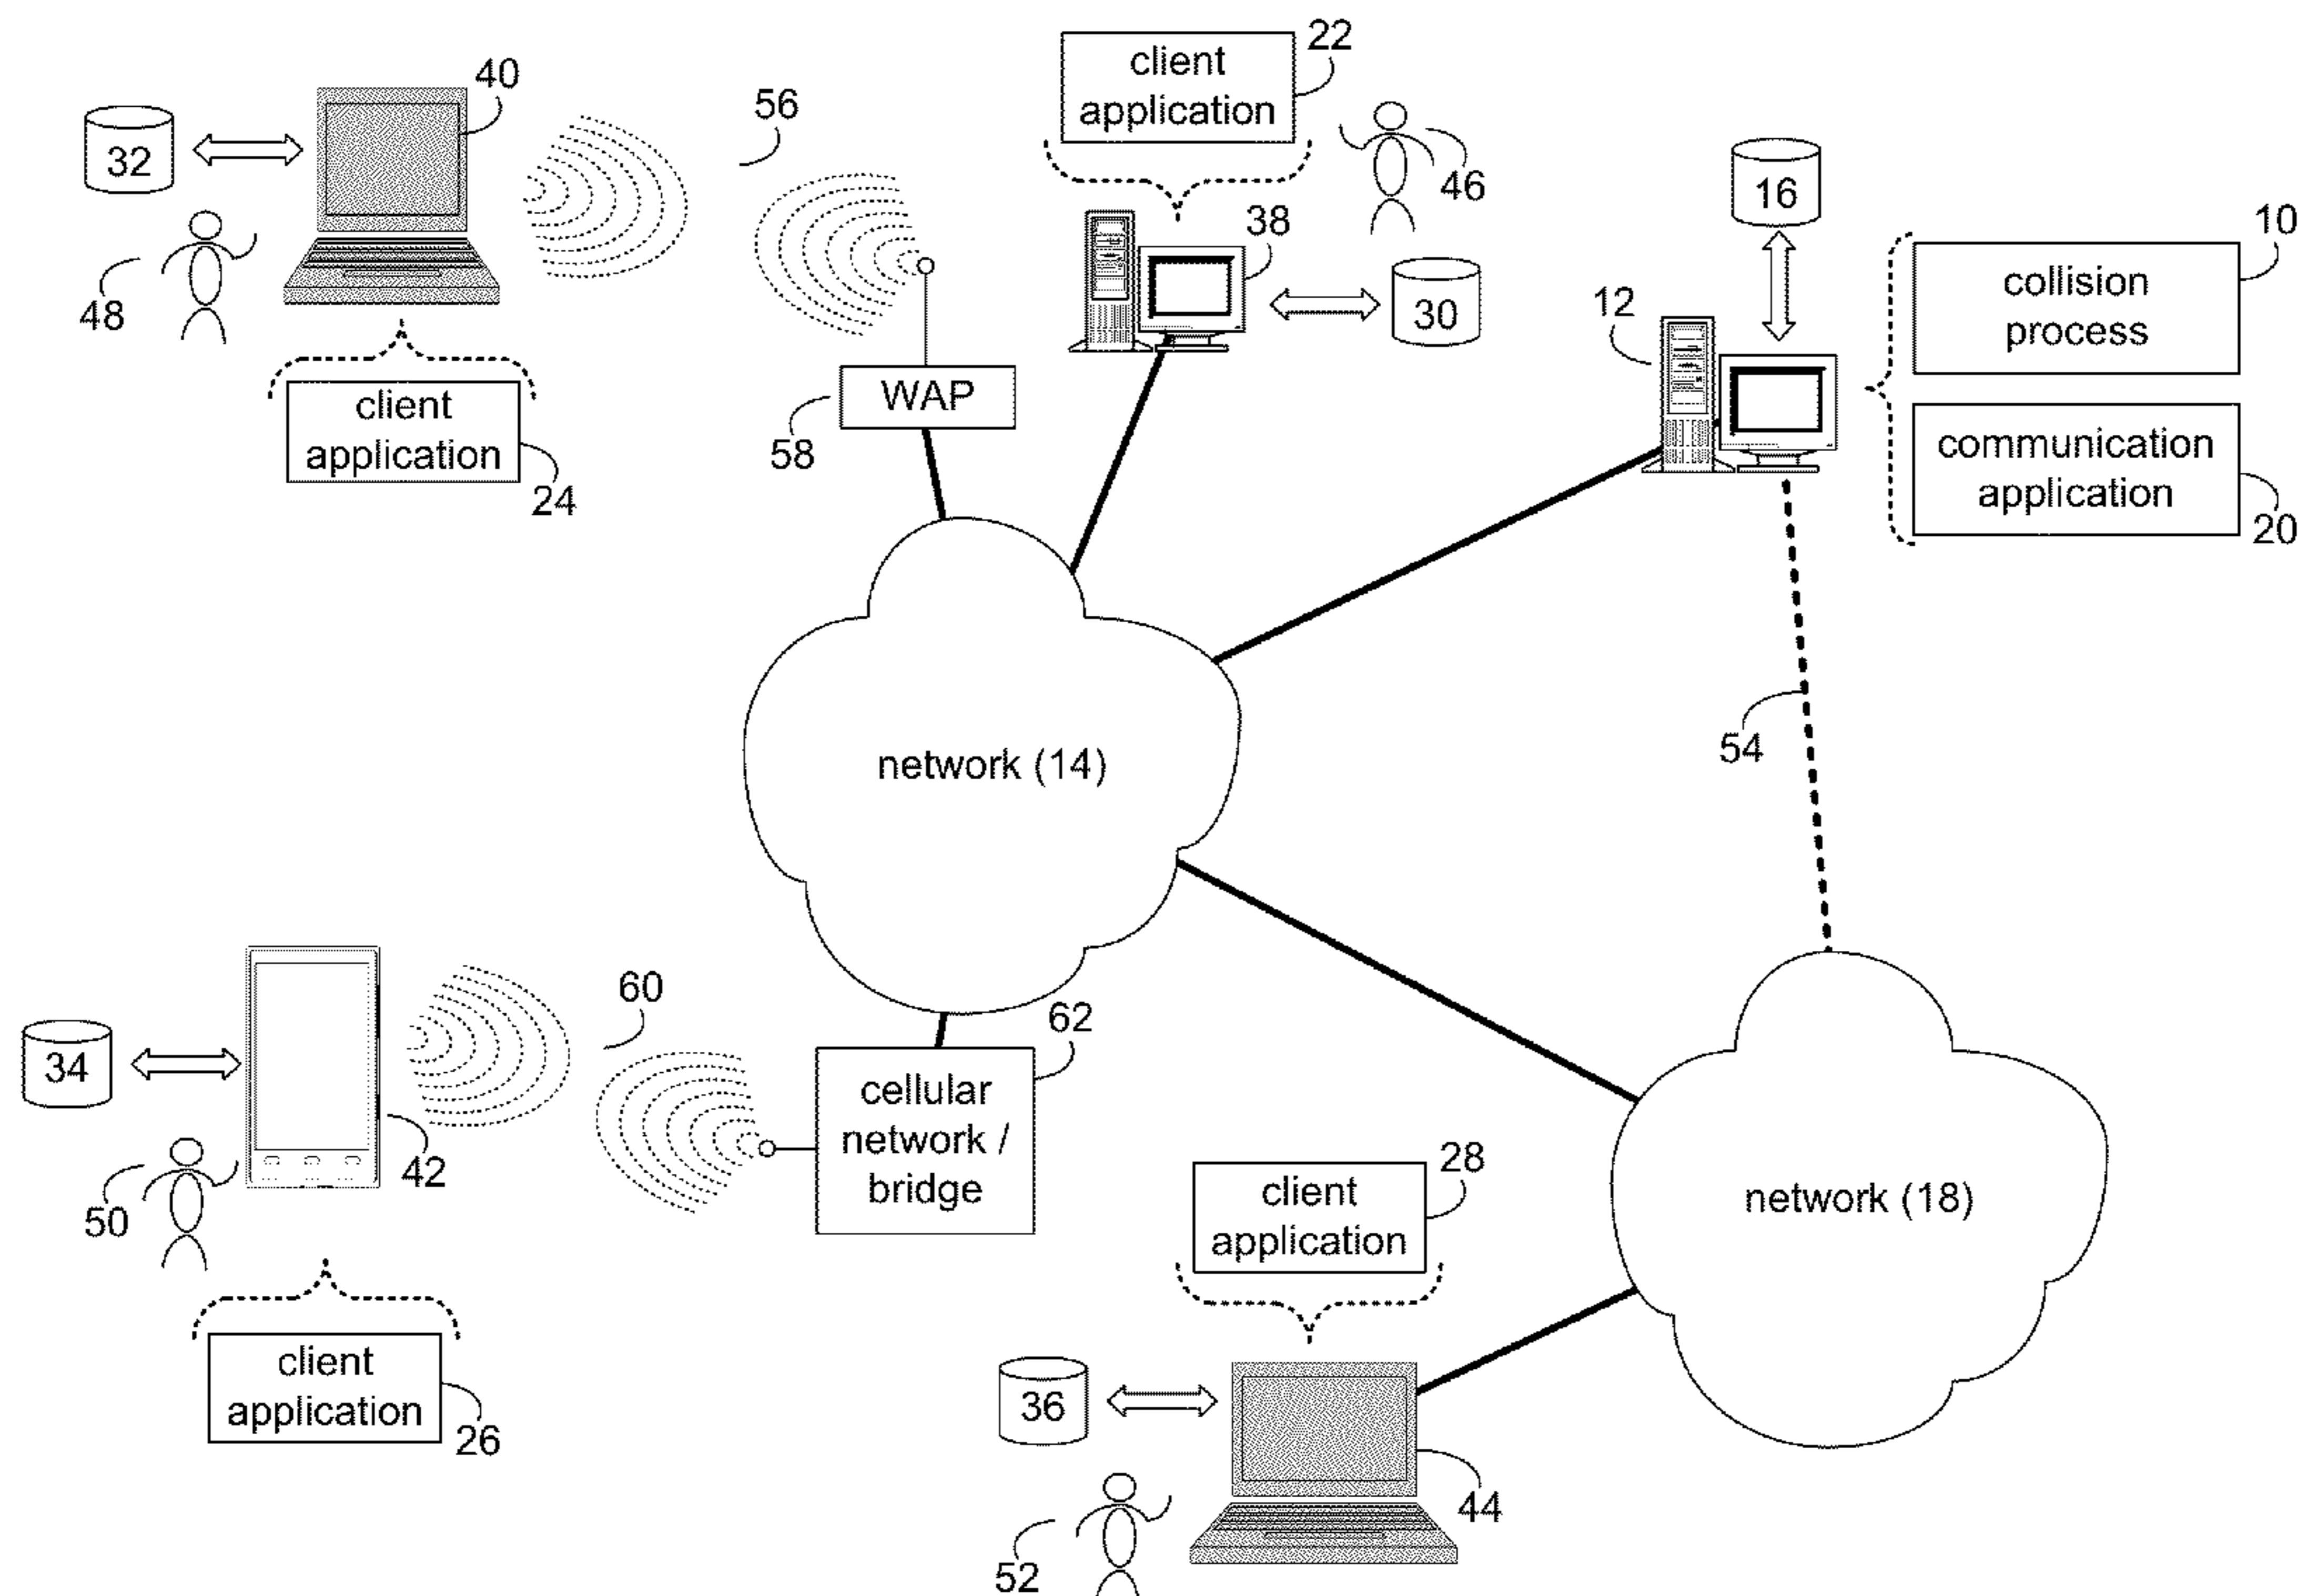 22
client
application
40
56
32
46
16
10
38
collision
process
48
30
12
client
application
24
WAP
58
communication
application
20
network (14)
54
60
62
34
cellular
network /
bridge
42
50
28
client
application
network (18)
client
application
26
36
44
52